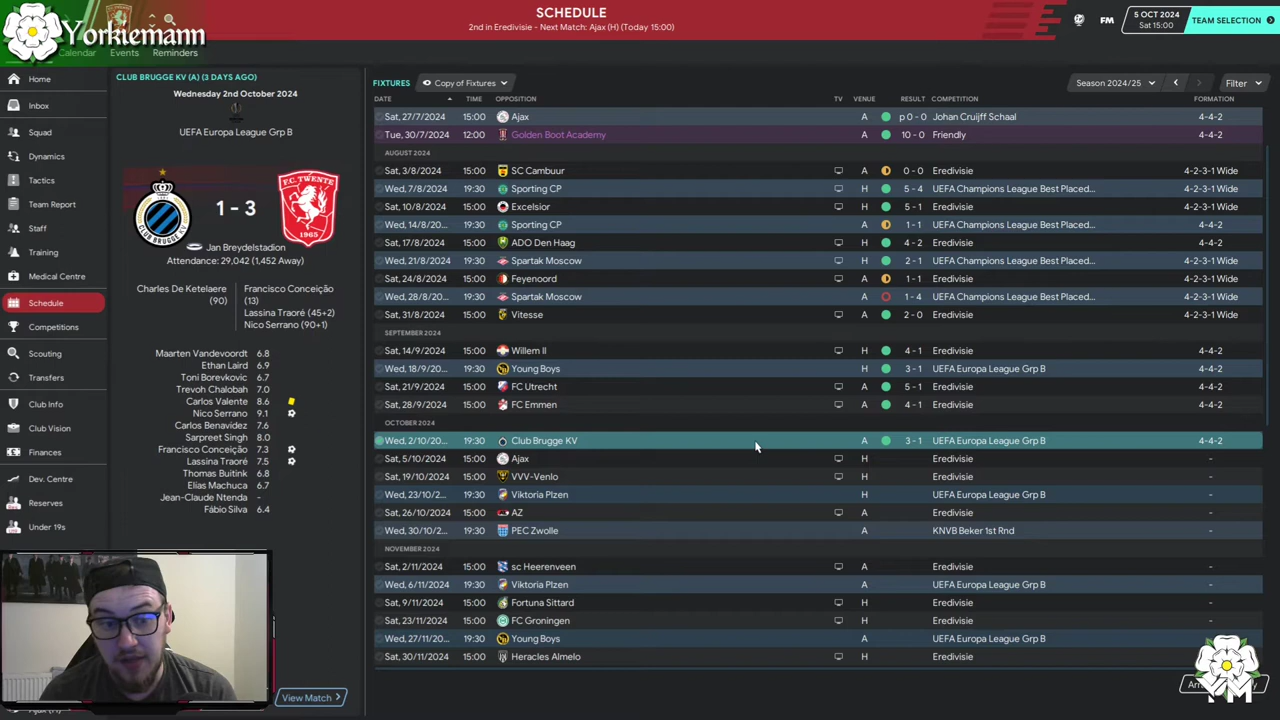 Yorkiemann
Calendar Events Reminders
SCHEDULE
2nd in Eredivisie - Next Match: Ajax (H) (Today 15:00)
FM
5 OCT 2024
Sat 15:00
TEAM SELECTION
Home
Inbox
Squad
Dynamics
Tactics
Team Report
Staff
Training
Medical Centre
Schedule
Competitions
Scouting
Transfers
Club Info
Club Vision
Finances
Dev. Centre
Reserves
Under 19s
CLUB BRUGGE KV (A) (3 DAYS AGO)
Wednesday 2nd October 2024
UEFA Europa League Grp B
F.C. TWENTE
1965
1 - 3
Jan Breydelstadion
Attendance: 29,042 (1,452 Away)
Charles De Ketelaere (90)
Francisco Conceição (13)
Lassina Traoré (45+2)
Nico Serrano (90+1)
Maarten Vandevoordt 6.8
Ethan Laird 6.9
Toni Borevkovic 6.7
Trevoh Chalobah 7.0
Carlos Valente 8.6
Nico Serrano 9.1
Carlos Benavidez 7.6
Sarpreet Singh 8.0
Francisco Conceição 7.3
Lassina Traoré 7.5
Thomas Buitink 6.8
Elias Machuca 6.7
Jean-Claude Ntenda -
Fábio Silva 6.4
View Match
FIXTURES Copy of Fixtures Season 2024/25 Filter
DATE TIME OPPOSITION TV VENUE RESULT COMPETITION FORMATION
Sat, 27/7/2024 15:00 Ajax A p 0 - 0 Johan Cruijff Schaal 4-4-2
Tue, 30/7/2024 12:00 Golden Boot Academy A 10 - 0 Friendly 4-4-2
AUGUST 2024
Sat, 3/8/2024 15:00 SC Cambuur A 0 - 0 Eredivisie 4-2-3-1 Wide
Wed, 7/8/2024 19:30 Sporting CP H 5 - 4 UEFA Champions League Best Placed... 4-2-3-1 Wide
Sat, 10/8/2024 15:00 Excelsior H 5 - 1 Eredivisie 4-2-3-1 Wide
Wed, 14/8/20... 19:30 Sporting CP A 1 - 1 UEFA Champions League Best Placed... 4-2-3-1 Wide
Sat, 17/8/2024 15:00 ADO Den Haag H 4 - 2 Eredivisie 4-2-3-1 Wide
Wed, 21/8/2024 19:30 Spartak Moscow H 2 - 1 UEFA Champions League Best Placed... 4-2-3-1 Wide
Sat, 24/8/2024 15:00 Feyenoord A 1 - 1 Eredivisie 4-2-3-1 Wide
Wed, 28/8/20... 19:30 Spartak Moscow A 1 - 4 UEFA Champions League Best Placed... 4-2-3-1 Wide
Sat, 31/8/2024 15:00 Vitesse A 2 - 0 Eredivisie 4-2-3-1 Wide
SEPTEMBER 2024
Sat, 14/9/2024 15:00 Willem II H 4 - 1 Eredivisie 4-4-2
Wed, 18/9/20... 19:30 Young Boys H 3 - 1 UEFA Europa League Grp B 4-4-2
Sat, 21/9/2024 15:00 FC Utrecht A 5 - 1 Eredivisie 4-4-2
Sat, 28/9/2024 15:00 FC Emmen A 4 - 1 Eredivisie 4-4-2
OCTOBER 2024
Wed, 2/10/20... 19:30 Club Brugge KV A 3 - 1 UEFA Europa League Grp B 4-4-2
Sat, 5/10/2024 15:00 Ajax H Eredivisie -
Sat, 19/10/2024 15:00 VVV-Venlo H Eredivisie -
Wed, 23/10/2... 19:30 Viktoria Plzen H UEFA Europa League Grp B -
Sat, 26/10/2024 15:00 AZ A Eredivisie -
Wed, 30/10/2... 19:30 PEC Zwolle A KNVB Beker 1st Rnd -
NOVEMBER 2024
Sat, 2/11/2024 15:00 sc Heerenveen A Eredivisie -
Wed, 6/11/2024 19:30 Viktoria Plzen A UEFA Europa League Grp B -
Sat, 9/11/2024 15:00 Fortuna Sittard H Eredivisie -
Sat, 23/11/2024 15:00 FC Groningen A Eredivisie -
Wed, 27/11/20... 19:30 Young Boys A UEFA Europa League Grp B -
Sat, 30/11/2024 15:00 Heracles Almelo H Eredivisie -
YM